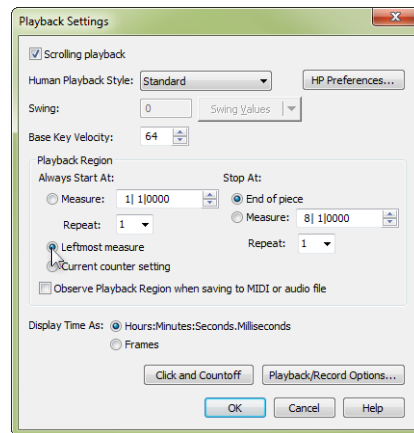 Playback Settings
Scrolling playback
Human Playback Style: Standard HP Preferences...
Swing: 0 Swing Values
Base Key Velocity: 64
Playback Region
Always Start At: Stop At:
Measure: 1| 1|0000 End of piece
Measure: 8| 1|0000
Repeat: 1
Leftmost measure Repeat: 1
Current counter setting
Observe Playback Region when saving to MIDI or audio file
Display Time As: Hours:Minutes:Seconds.Milliseconds
Frames
Click and Countoff Playback/Record Options...
OK Cancel Help